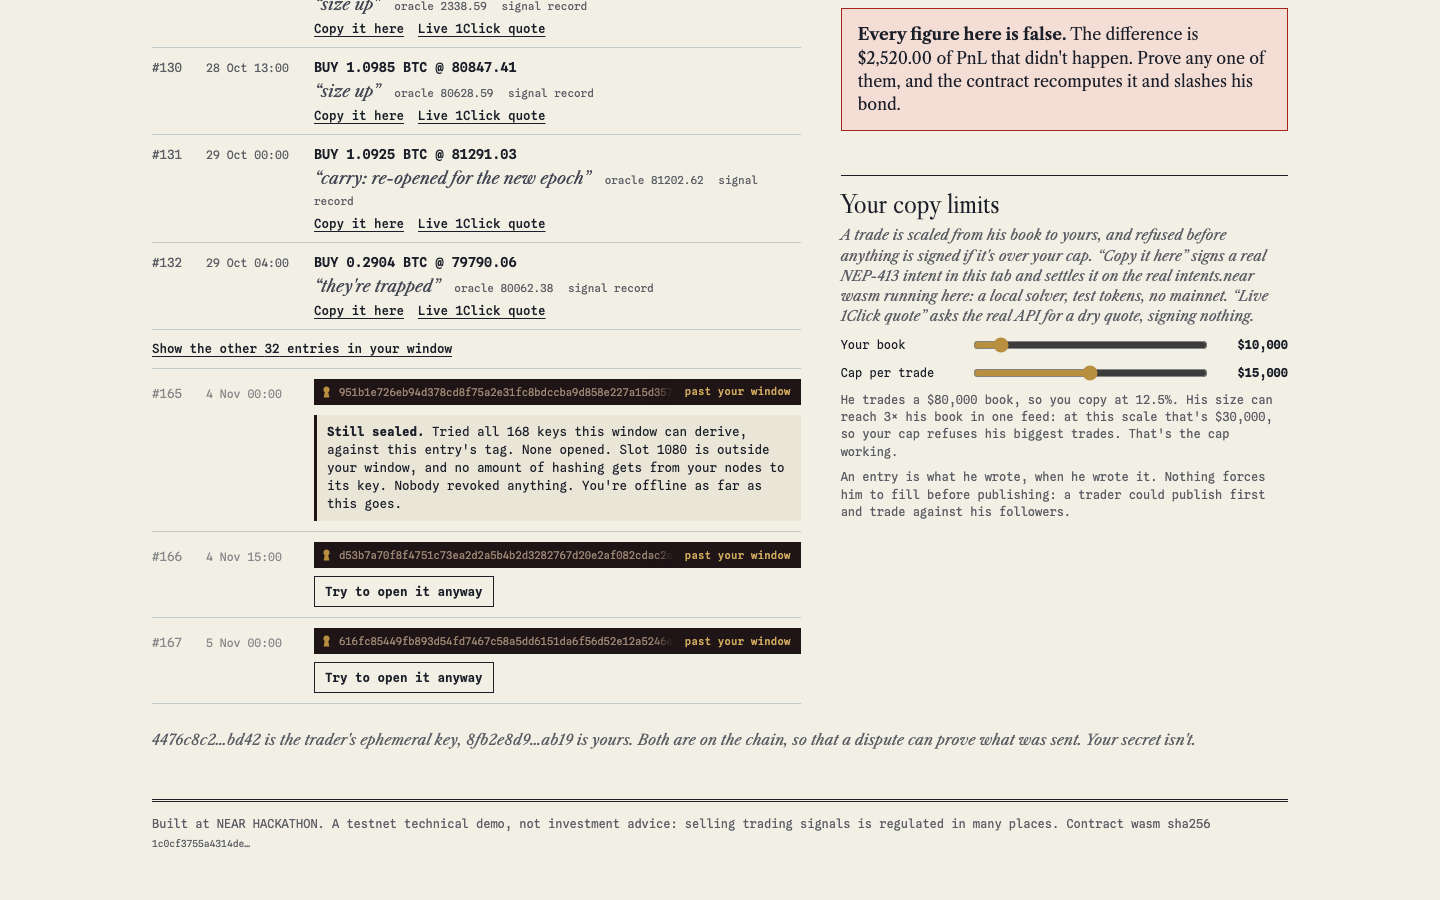 “size up” oracle 2338.59 signal record
Copy it here Live 1Click quote
#130 28 Oct 13:00 BUY 1.0985 BTC @ 80847.41
“size up” oracle 80628.59 signal record
Copy it here Live 1Click quote
#131 29 Oct 00:00 BUY 1.0925 BTC @ 81291.03
“carry: re-opened for the new epoch” oracle 81202.62 signal
record
Copy it here Live 1Click quote
#132 29 Oct 04:00 BUY 0.2904 BTC @ 79790.06
“they're trapped” oracle 80062.38 signal record
Copy it here Live 1Click quote
Show the other 32 entries in your window
#165 4 Nov 00:00 951b1e726eb94d378cd8f75a2e31fc8bdccba9d858e227a15d357 past your window
Still sealed. Tried all 168 keys this window can derive,
against this entry's tag. None opened. Slot 1080 is outside
your window, and no amount of hashing gets from your nodes to
its key. Nobody revoked anything. You're offline as far as
this goes.
#166 4 Nov 15:00 d53b7a70f8f4751c73ea2d2a5b4b2d3282767d20e2af082cdac2 past your window
Try to open it anyway
#167 5 Nov 00:00 616fc85449fb893d54fd7467c58a5dd6151da6f56d52e12a5246 past your window
Try to open it anyway
Every figure here is false. The difference is
$2,520.00 of PnL that didn't happen. Prove any one of
them, and the contract recomputes it and slashes his
bond.
Your copy limits
A trade is scaled from his book to yours, and refused before
anything is signed if it's over your cap. “Copy it here” signs a real
NEP-413 intent in this tab and settles it on the real intents.near
wasm running here: a local solver, test tokens, no mainnet. “Live
1Click quote” asks the real API for a dry quote, signing nothing.
Your book $10,000
Cap per trade $15,000
He trades a $80,000 book, so you copy at 12.5%. His size can
reach 3× his book in one feed: at this scale that's $30,000,
so your cap refuses his biggest trades. That's the cap
working.
An entry is what he wrote, when he wrote it. Nothing forces
him to fill before publishing: a trader could publish first
and trade against his followers.
4476c8c2…bd42 is the trader's ephemeral key, 8fb2e8d9…ab19 is yours. Both are on the chain, so that a dispute can prove what was sent. Your secret isn't.
Built at NEAR HACKATHON. A testnet technical demo, not investment advice: selling trading signals is regulated in many places. Contract wasm sha256
1c0cf3755a4314de…